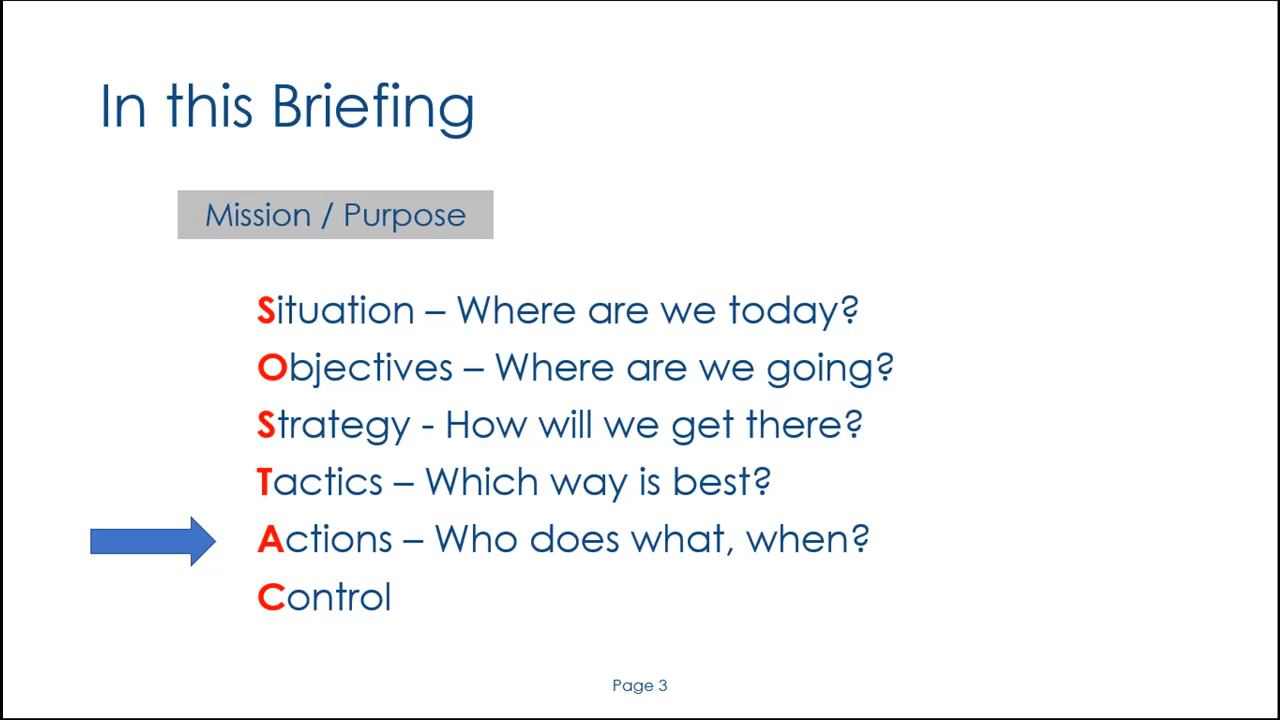 In this Briefing
Mission / Purpose
Situation – Where are we today?
Objectives – Where are we going?
Strategy - How will we get there?
Tactics – Which way is best?
Actions – Who does what, when?
Control
Page 3